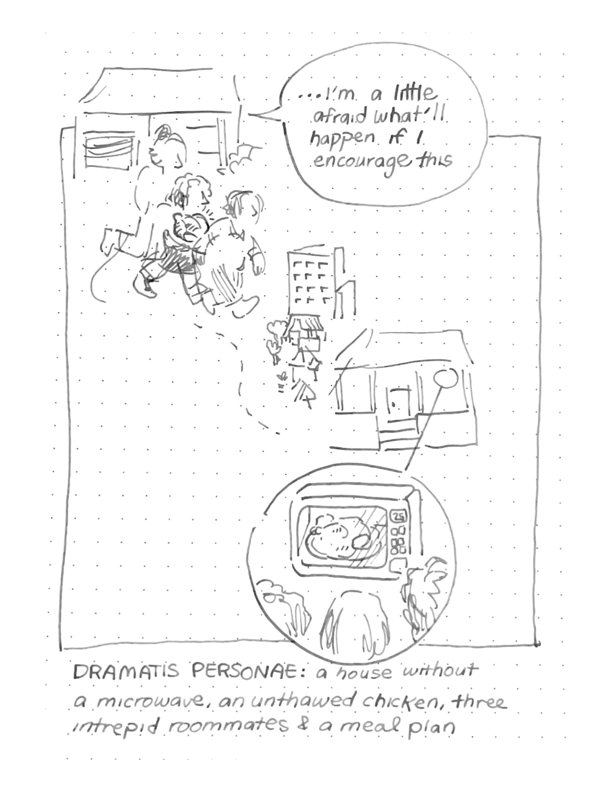 ...I'm a little
afraid what'll
happen if I
encourage this
25
DRAMATIS PERSONAE: a house without
a microwave, an unthawed chicken, three
intrepid roommates & a meal plan